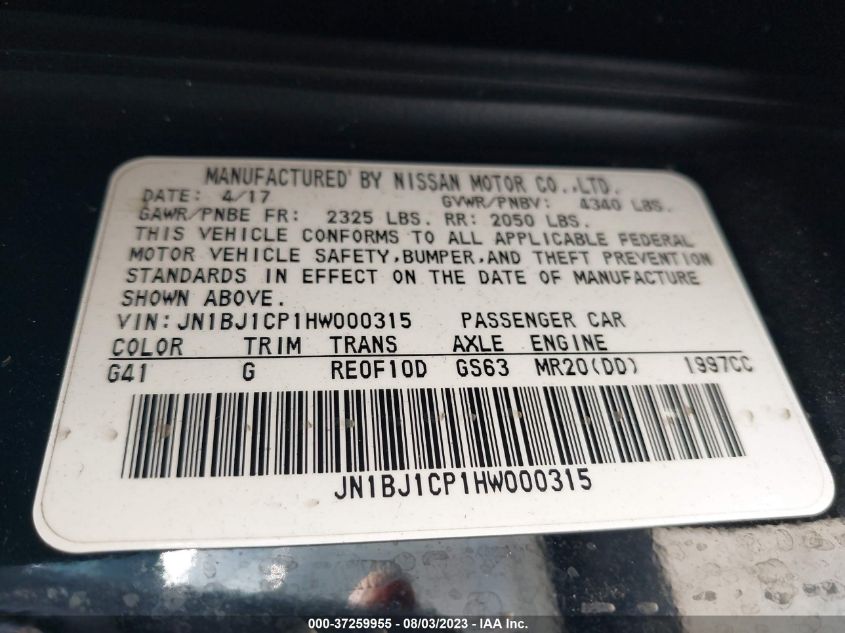 MANUFACTURED BY NISSAN MOTOR CO.,LTD.
DATE: 4/17 GVWR/PNBV: 4340 LBS.
GAWR/PNBE FR: 2325 LBS. RR: 2050 LBS.
THIS VEHICLE CONFORMS TO ALL APPLICABLE FEDERAL
MOTOR VEHICLE SAFETY,BUMPER,AND THEFT PREVENTION
STANDARDS IN EFFECT ON THE DATE OF MANUFACTURE
SHOWN ABOVE.
VIN:JN1BJ1CP1HW000315 PASSENGER CAR
COLOR TRIM TRANS AXLE ENGINE
G41 G RE0F10D GS63 MR20(DD) 1997CC
JN1BJ1CP1HW000315
000-37259955 - 08/03/2023 - IAA Inc.